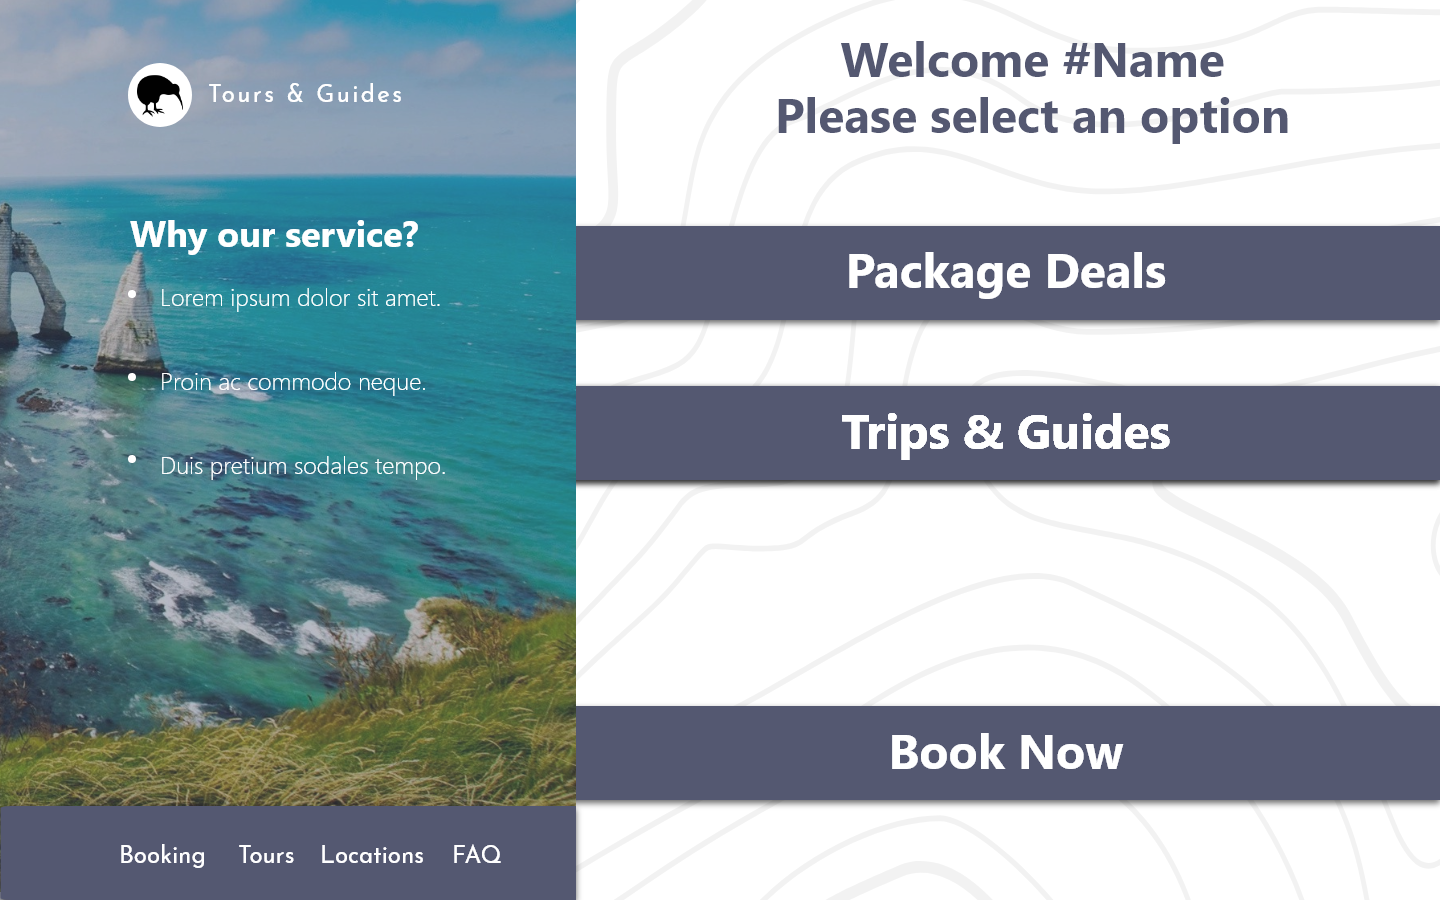 Tours & Guides
Why our service?
Lorem ipsum dolor sit amet.
Proin ac commodo neque.
Duis pretium sodales tempo.
Booking Tours Locations FAQ
Welcome #Name
Please select an option
Package Deals
Trips & Guides
Book Now